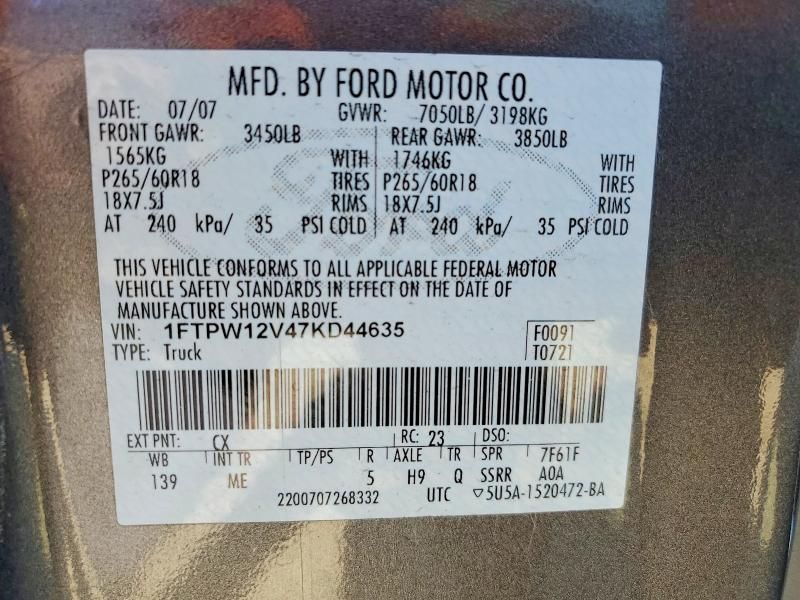 MFD. BY FORD MOTOR CO.
DATE: 07/07 GVWR: 7050LB/ 3198KG
FRONT GAWR: 3450LB REAR GAWR: 3850LB
1565KG WITH 1746KG WITH
P265/60R18 TIRES P265/60R18 TIRES
18X7.5J RIMS 18X7.5J RIMS
AT 240 kPa/ 35 PSI COLD AT 240 kPa/ 35 PSI COLD
Ford
THIS VEHICLE CONFORMS TO ALL APPLICABLE FEDERAL MOTOR
VEHICLE SAFETY STANDARDS IN EFFECT ON THE DATE OF
MANUFACTURE SHOWN ABOVE.
VIN: 1FTPW12V47KD44635 F0091
TYPE: Truck T0721
EXT PNT: CX RC: 23 DSO:
WB INT TR TP/PS R AXLE TR SPR 7F61F
139 ME 5 H9 Q SSRR A0A
2200707268332 UTC ▽5U5A-1520472-BA